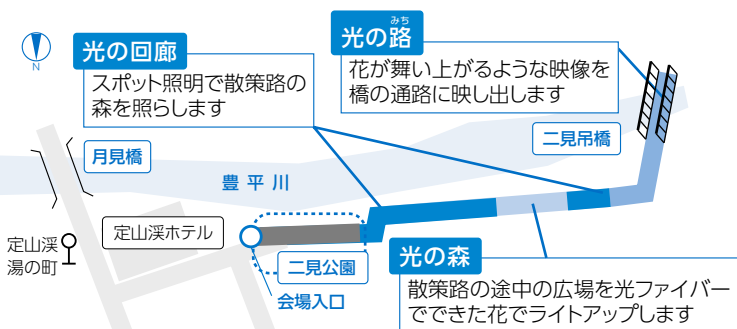 N
光の回廊
スポット照明で散策路の
森を照らします
みち
光の路
花が舞い上がるような映像を
橋の通路に映し出します
月見橋
豊平川
二見吊橋
定山渓
湯の町
定山渓ホテル
二見公園
会場入口
光の森
散策路の途中の広場を光ファイバー
でできた花でライトアップします